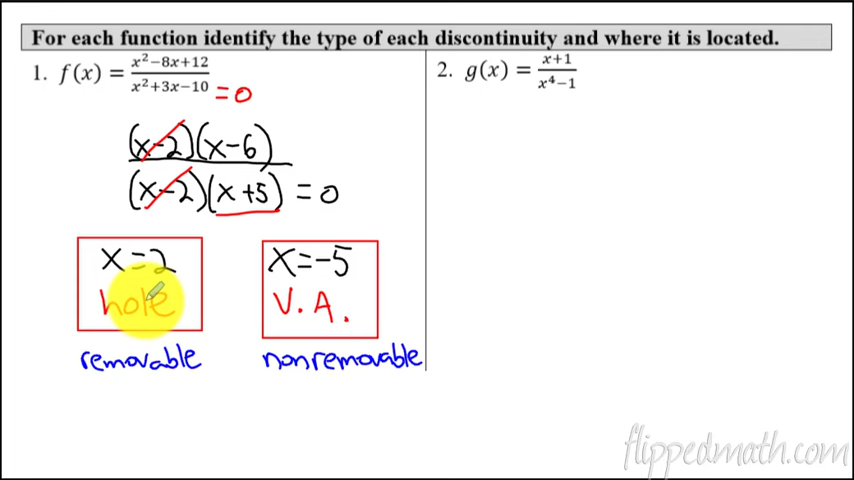 For each function identify the type of each discontinuity and where it is located.
1. f(x) = (x²−8x+12)/(x²+3x−10) = 0
(x-2)(x-6)
(x-2)(x+5) = 0
x=2
hole
removable
x=-5
V.A.
nonremovable
2. g(x) = (x+1)/(x⁴−1)
flippedmath.com